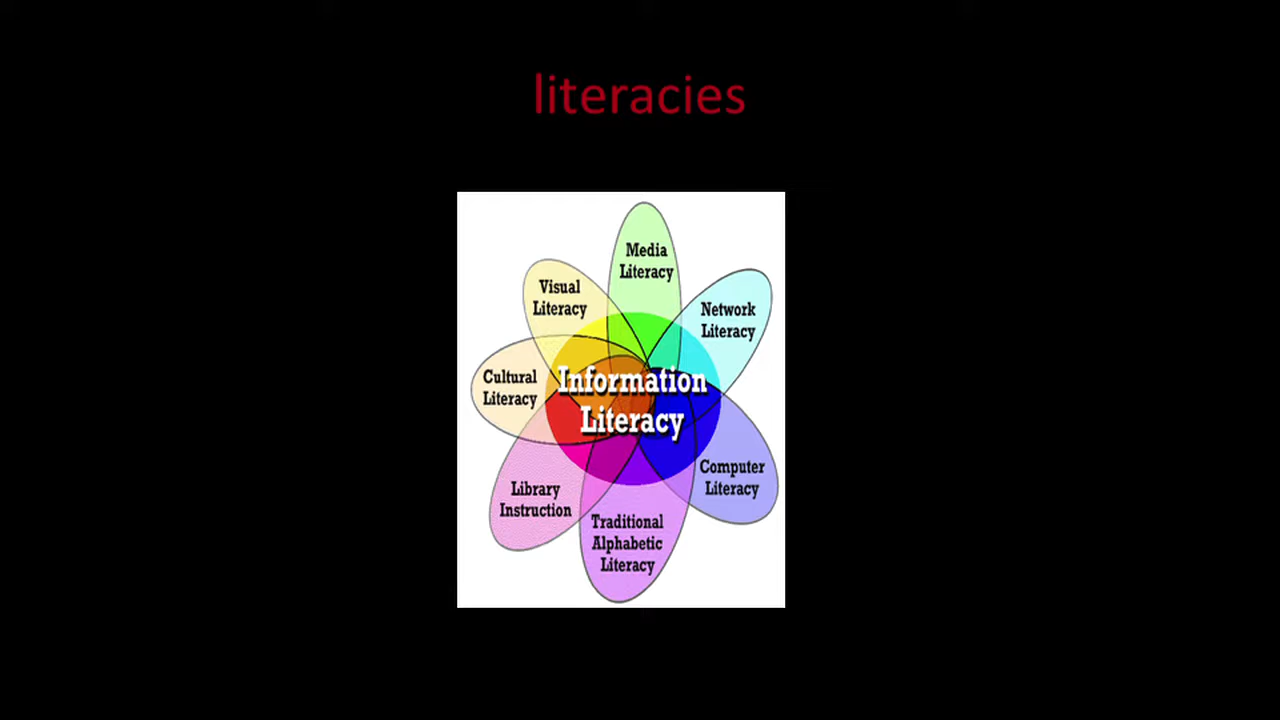 literacies
Media
Literacy
Visual
Literacy
Network
Literacy
Cultural
Literacy
Information
Literacy
Computer
Literacy
Library
Instruction
Traditional
Alphabetic
Literacy